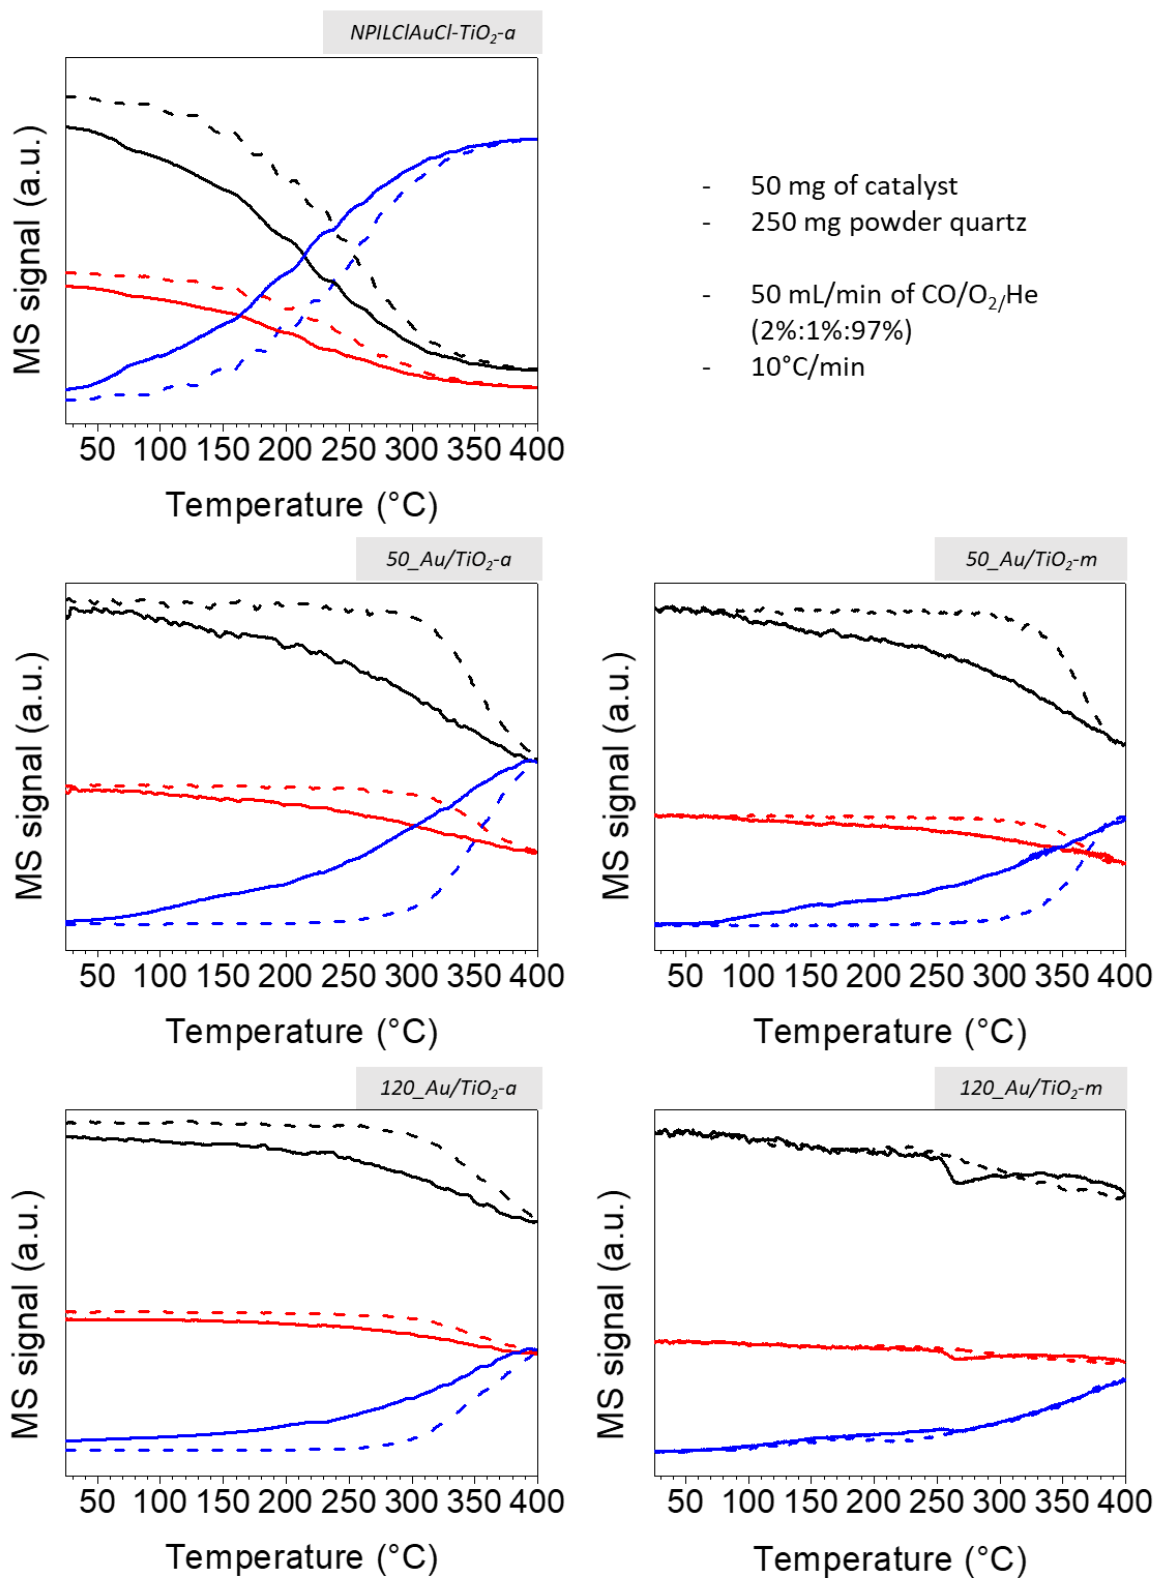 NPILClAuCl-TiO₂-a
MS signal (a.u.)
50 100 150 200 250 300 350 400
Temperature (°C)
- 50 mg of catalyst
- 250 mg powder quartz
- 50 mL/min of CO/O₂/He
(2%:1%:97%)
- 10°C/min
50_Au/TiO₂-a
MS signal (a.u.)
50 100 150 200 250 300 350 400
Temperature (°C)
50_Au/TiO₂-m
MS signal (a.u.)
50 100 150 200 250 300 350 400
Temperature (°C)
120_Au/TiO₂-a
MS signal (a.u.)
50 100 150 200 250 300 350 400
Temperature (°C)
120_Au/TiO₂-m
MS signal (a.u.)
50 100 150 200 250 300 350 400
Temperature (°C)